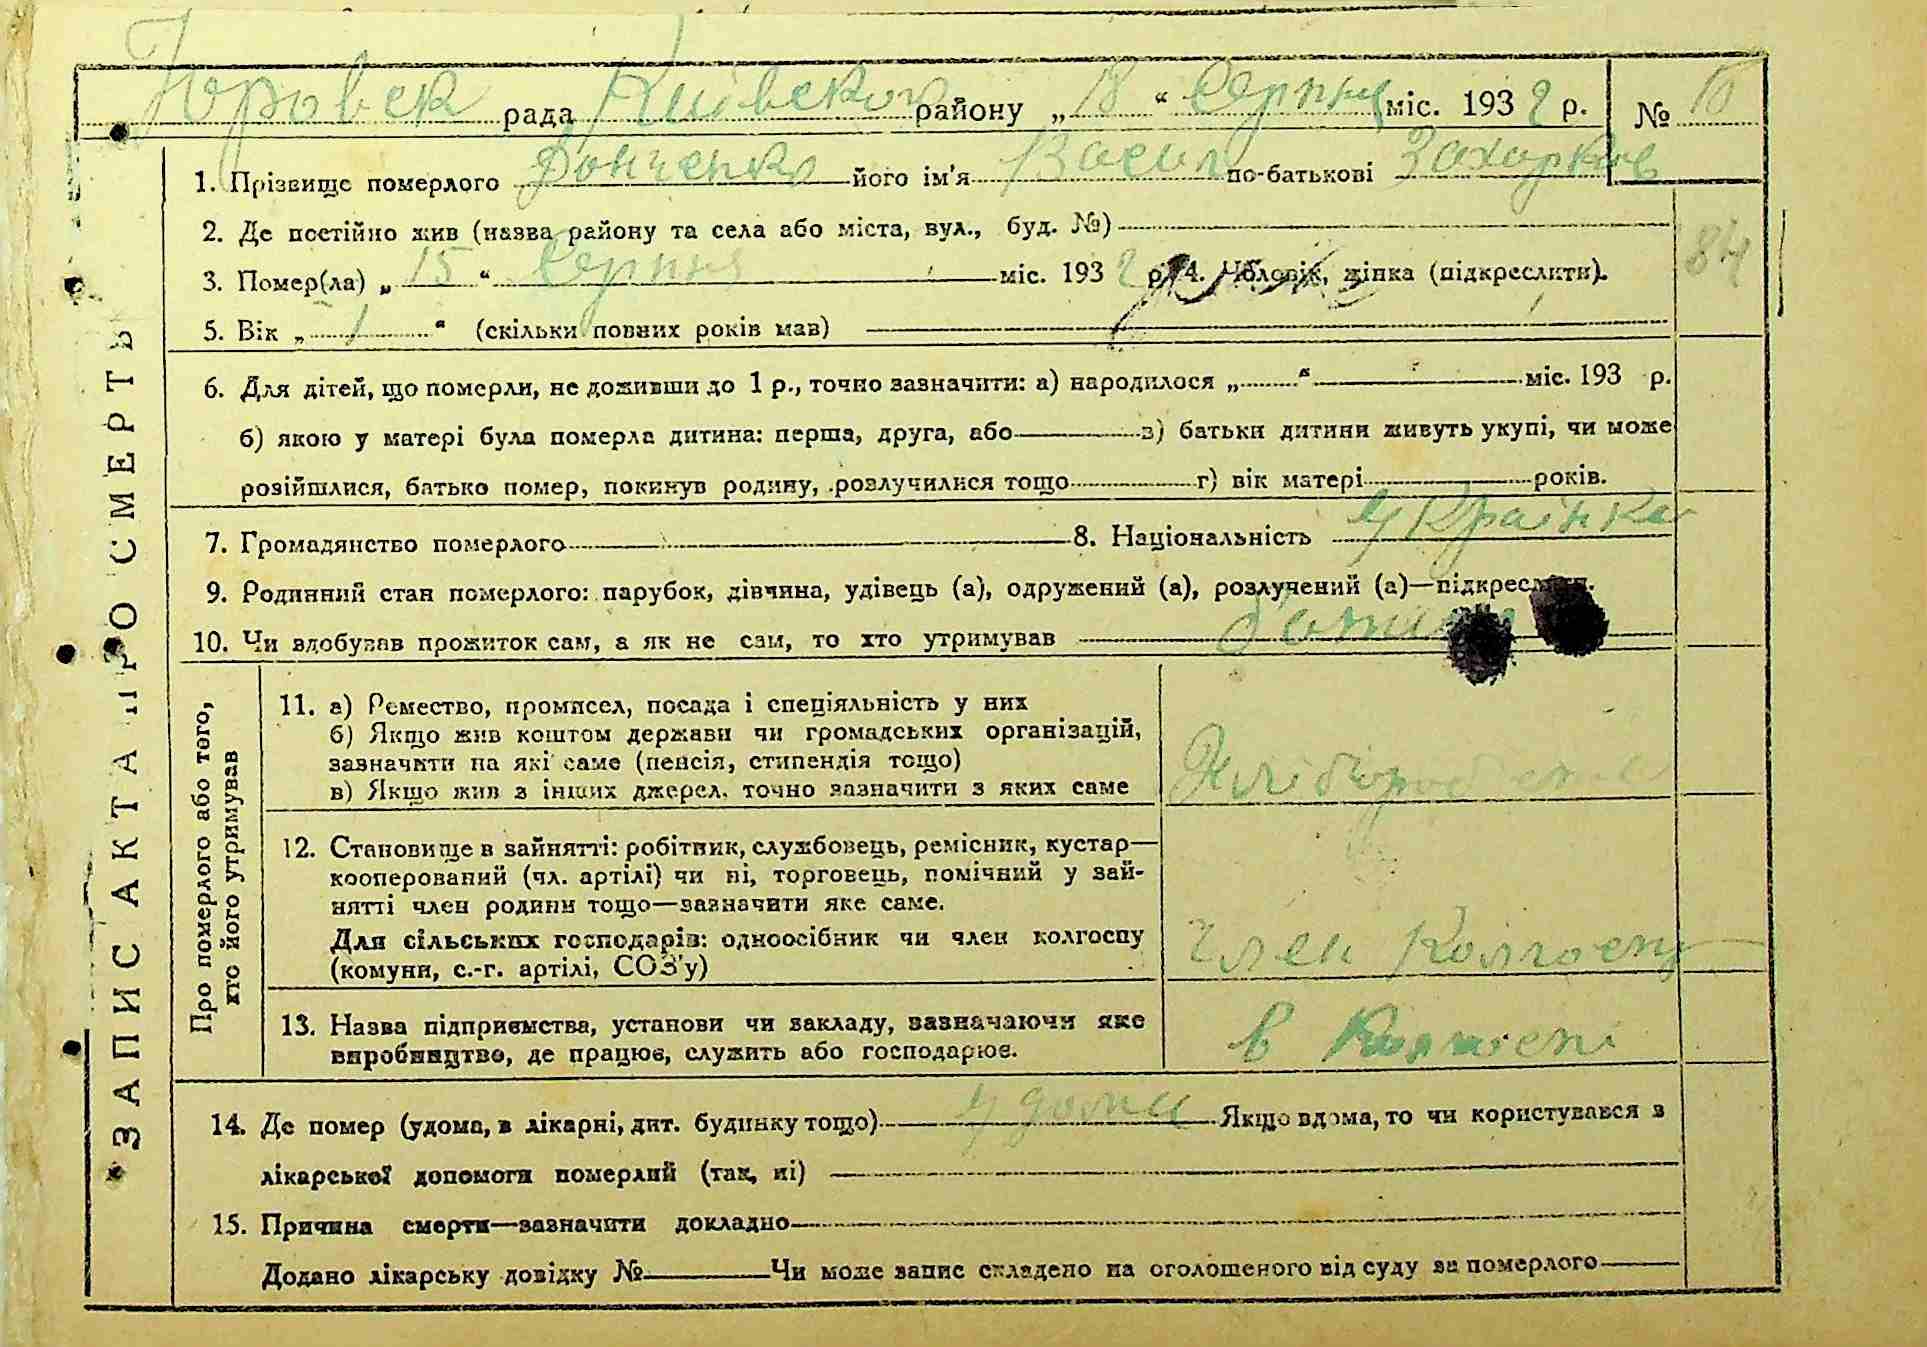 Юровск рада Київского району „18“ Серпня міс. 1932 р. № 10
1. Прізвище померлого Донченко його ім'я Васил по-батькові Захарков
2. Де постійно жив (назва району та села або міста, вул., буд. №)
84
3. Помер(ла) „15“ Серпня міс. 1932 р. 4. Чоловік, жінка (підкреслити).
5. Вік „1“ (скільки повних років мав)
6. Для дітей, що померли, не доживши до 1 р., точно зазначити: а) народилося „ “ міс. 193 р.
б) якою у матері була померла дитина: перша, друга, або в) батьки дитини живуть укупі, чи може
розійшлися, батько помер, покинув родину, розлучилися тощо г) вік матері років.
7. Громадянство померлого 8. Національність українка
9. Родинний стан померлого: парубок, дівчина, удівець (а), одружений (а), розлучений (а)—підкреслити.
10. Чи здобував прожиток сам, а як не сам, то хто утримував
ЗАПИС АКТА ПРО СМЕРТЬ
Про померлого або того,
хто його утримував
11. а) Ремество, промисел, посада і спеціяльність у них
б) Якщо жив коштом держави чи громадських організацій,
зазначити на які саме (пенсія, стипендія тощо)
в) Якщо жив з інших джерел, точно зазначити з яких саме
12. Становище в зайнятті: робітник, службовець, ремісник, кустар—
кооперований (чл. артілі) чи ні, торговець, помічний у зай-
нятті член родини тощо—зазначити яке саме.
Для сільських господарів: одноосібник чи член колгоспу
(комуни, с.-г. артілі, СОЗ'у)
Член Колгоспу
13. Назва підприємства, установи чи закладу, зазначаючи яке
виробництво, де працює, служить або господарює.
в Колгоспі
14. Де помер (удома, в лікарні, дит. будинку тощо) у дома Якщо вдома, то чи користувався з
лікарської допомоги померлий (так, ні)
15. Причина смерти—зазначити докладно
Додано лікарську довідку № Чи може запис складено на оголошеного від суду за померлого